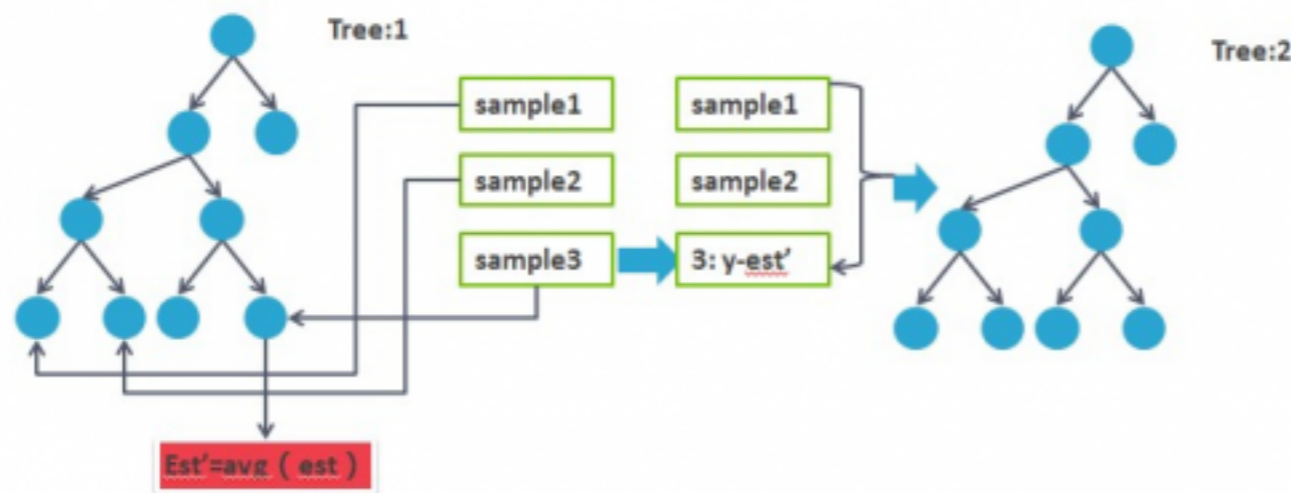 Tree:1
Tree:2
sample1
sample1
sample2
sample2
sample3
3: y-est'
Est'=avg ( est )